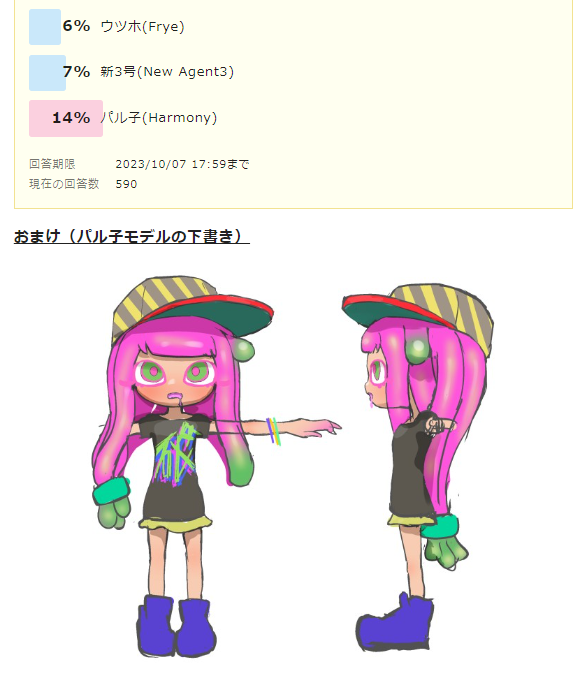 6% ウツホ(Frye)
7% 新3号(New Agent3)
14% パル子(Harmony)
回答期限 2023/10/07 17:59まで
現在の回答数 590
おまけ（パル子モデルの下書き）